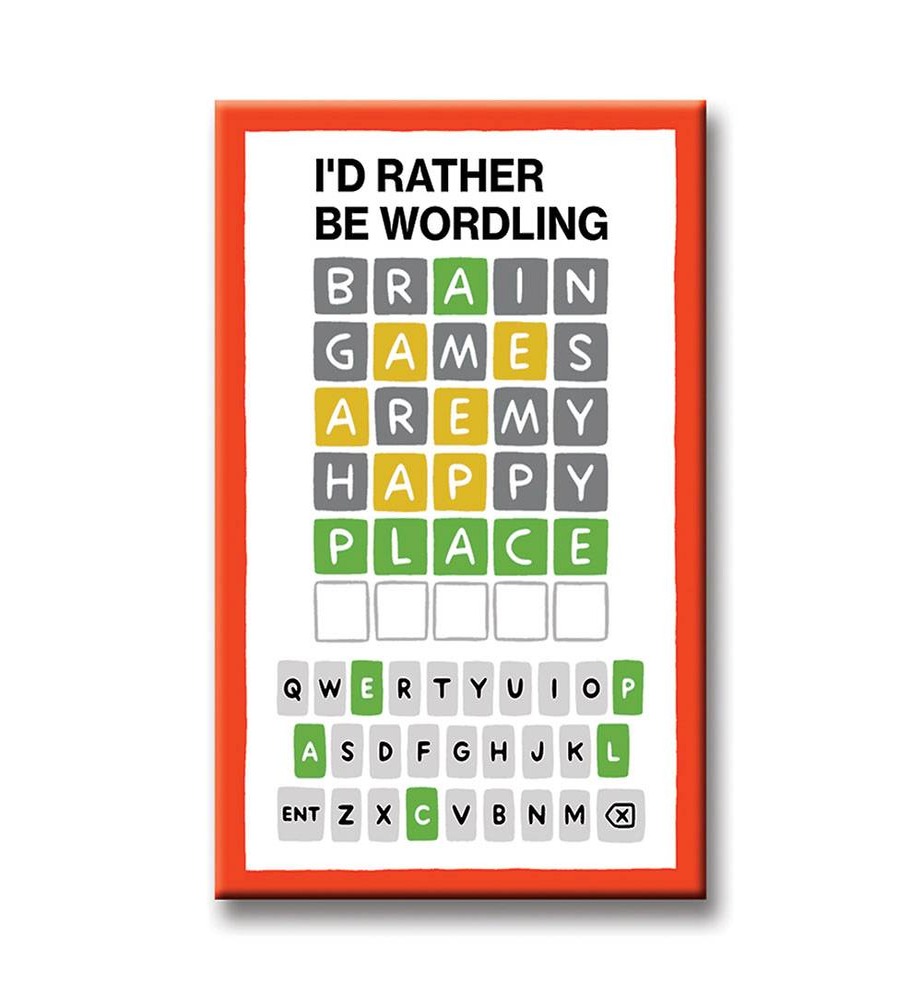 I'D RATHER
BE WORDLING
BRAIN
GAMES
AREMY
HAPPY
PLACE
QWERTYUIOP
ASDFGHJKL
ENT ZXCVBNM